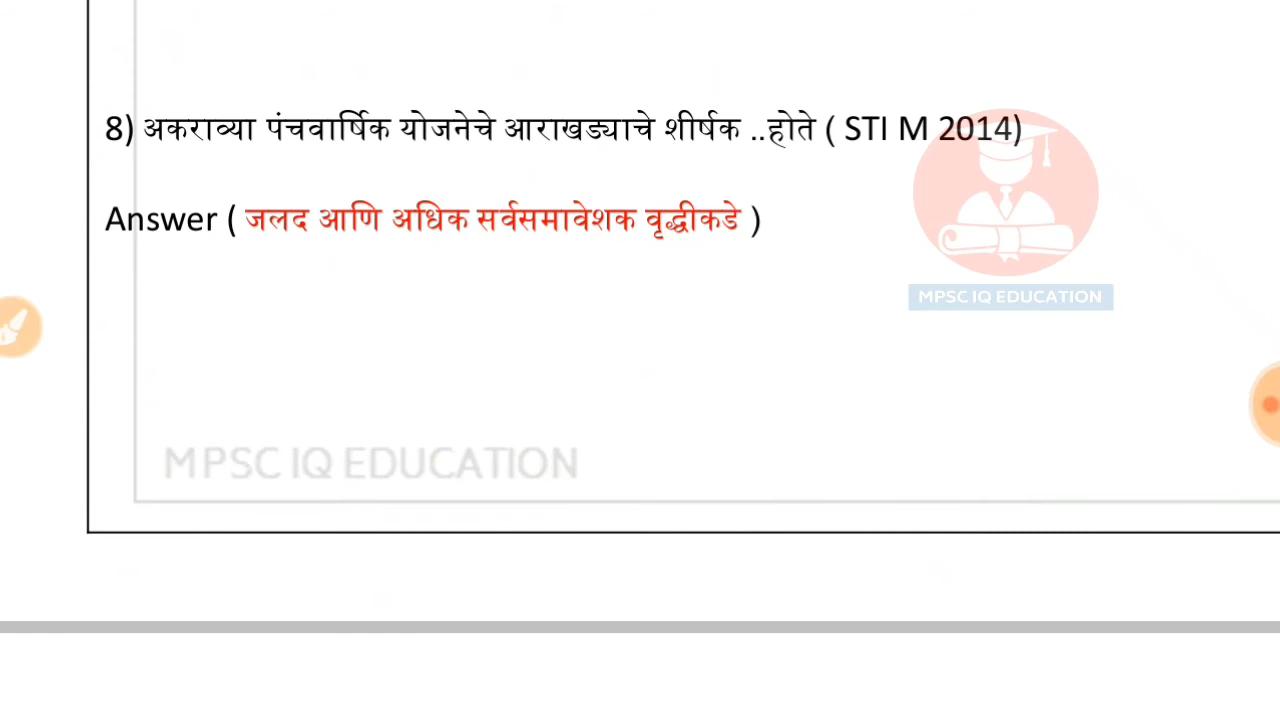 8) अकराव्या पंचवार्षिक योजनेचे आराखड्याचे शीर्षक ..होते ( STI M 2014)
Answer ( जलद आणि अधिक सर्वसमावेशक वृद्धीकडे )
MPSC IQ EDUCATION
MPSC IQ EDUCATION